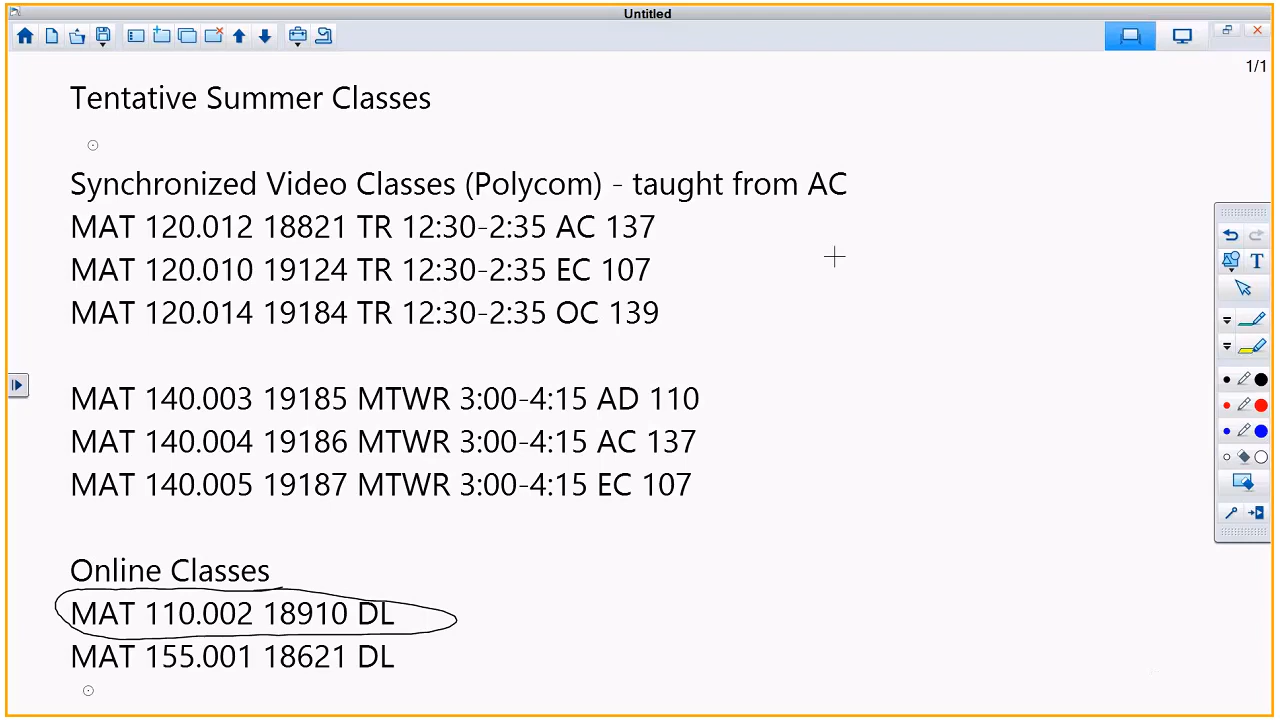 Untitled
1/1
Tentative Summer Classes
Synchronized Video Classes (Polycom) - taught from AC
MAT 120.012 18821 TR 12:30-2:35 AC 137
MAT 120.010 19124 TR 12:30-2:35 EC 107
MAT 120.014 19184 TR 12:30-2:35 OC 139
MAT 140.003 19185 MTWR 3:00-4:15 AD 110
MAT 140.004 19186 MTWR 3:00-4:15 AC 137
MAT 140.005 19187 MTWR 3:00-4:15 EC 107
Online Classes
MAT 110.002 18910 DL
MAT 155.001 18621 DL
T